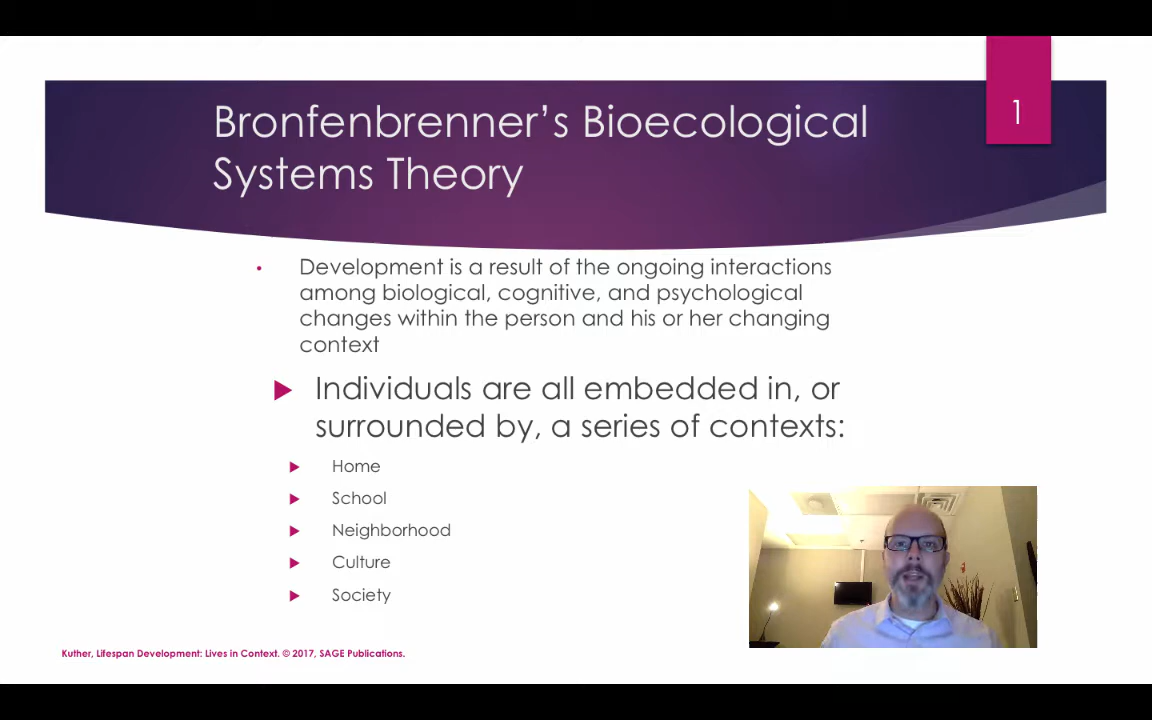 1
Bronfenbrenner's Bioecological
Systems Theory
• Development is a result of the ongoing interactions
among biological, cognitive, and psychological
changes within the person and his or her changing
context
Individuals are all embedded in, or
surrounded by, a series of contexts:
Home
School
Neighborhood
Culture
Society
Kuther, Lifespan Development: Lives in Context. © 2017, SAGE Publications.